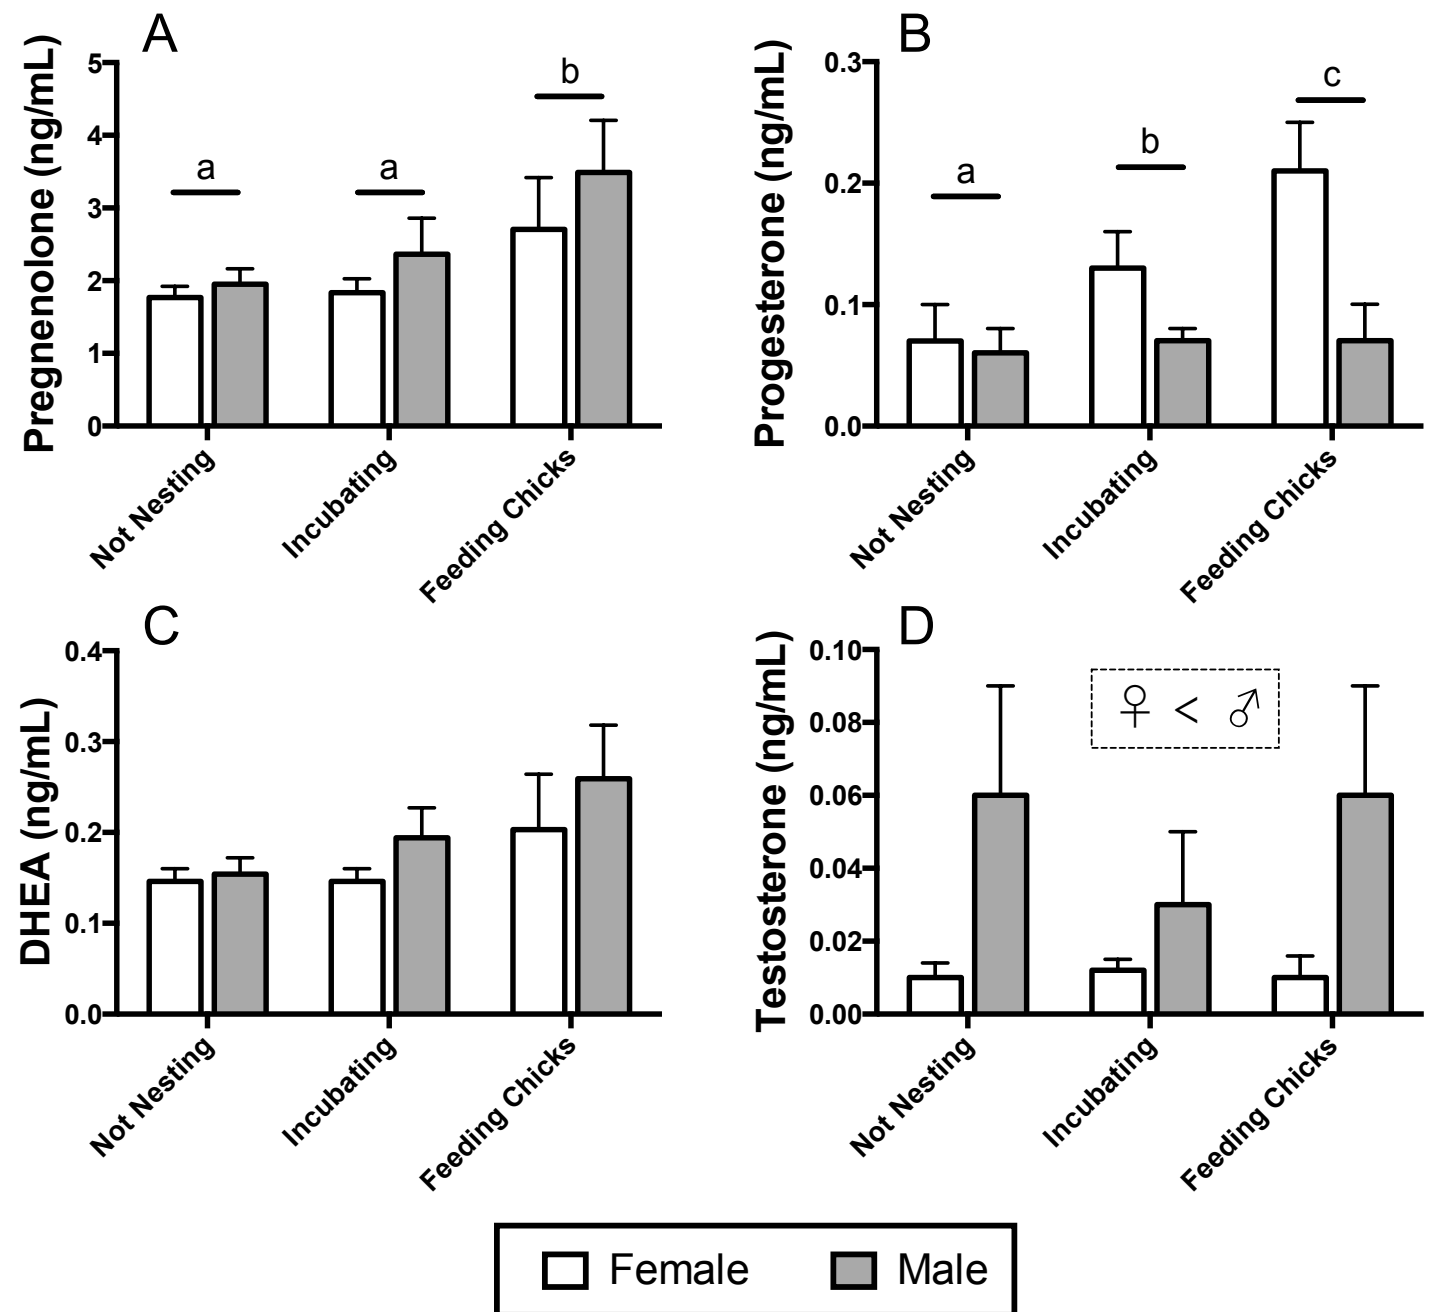 A
Pregnenolone (ng/mL)
5
4
3
2
1
0
a
a
b
Not Nesting
Incubating
Feeding Chicks
B
Progesterone (ng/mL)
0.3
0.2
0.1
0.0
a
b
c
Not Nesting
Incubating
Feeding Chicks
C
DHEA (ng/mL)
0.4
0.3
0.2
0.1
0.0
Not Nesting
Incubating
Feeding Chicks
D
Testosterone (ng/mL)
0.10
0.08
0.06
0.04
0.02
0.00
♀ < ♂
Not Nesting
Incubating
Feeding Chicks
Female
Male